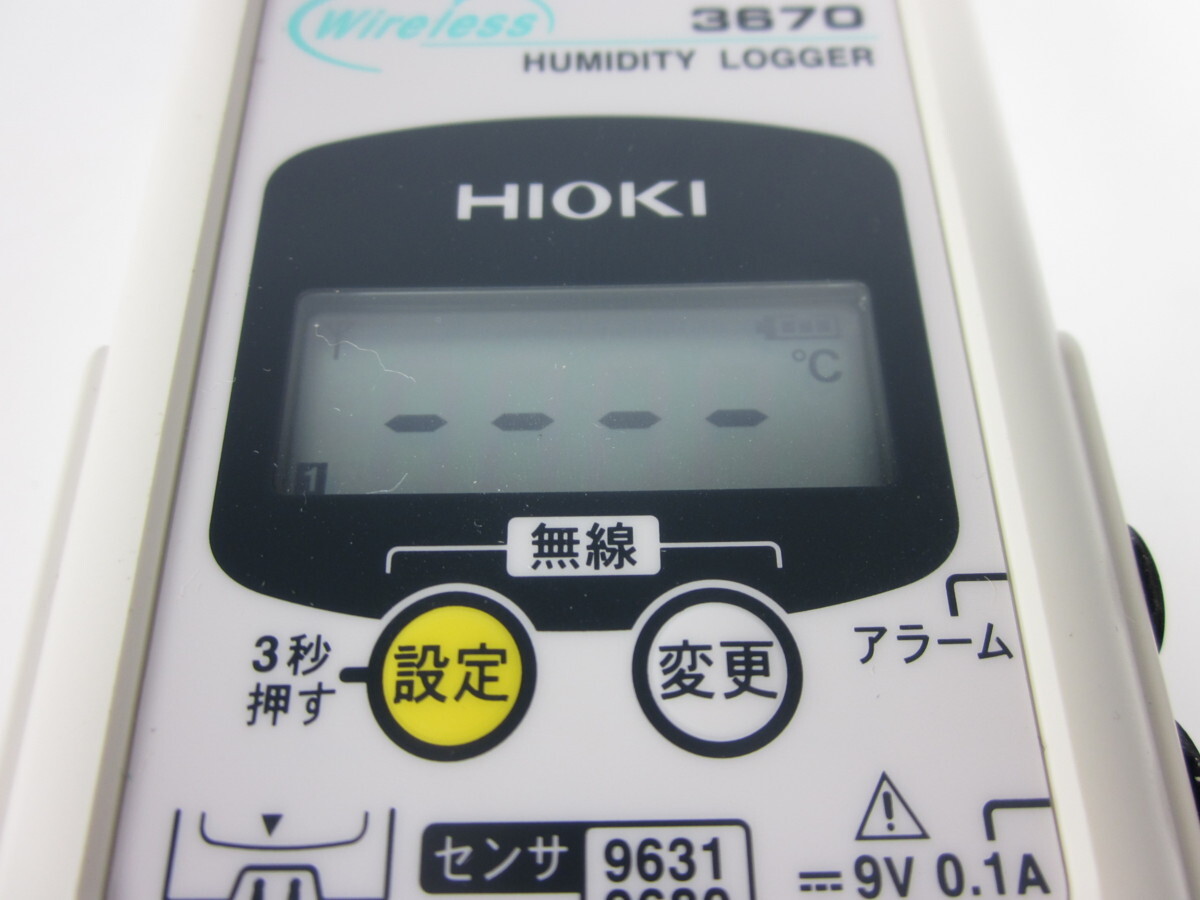 Wireless
3670
HUMIDITY LOGGER
HIOKI
℃
- - - -
1
無線
3秒
押す
設定
変更
アラーム
センサ
9631
9V 0.1A